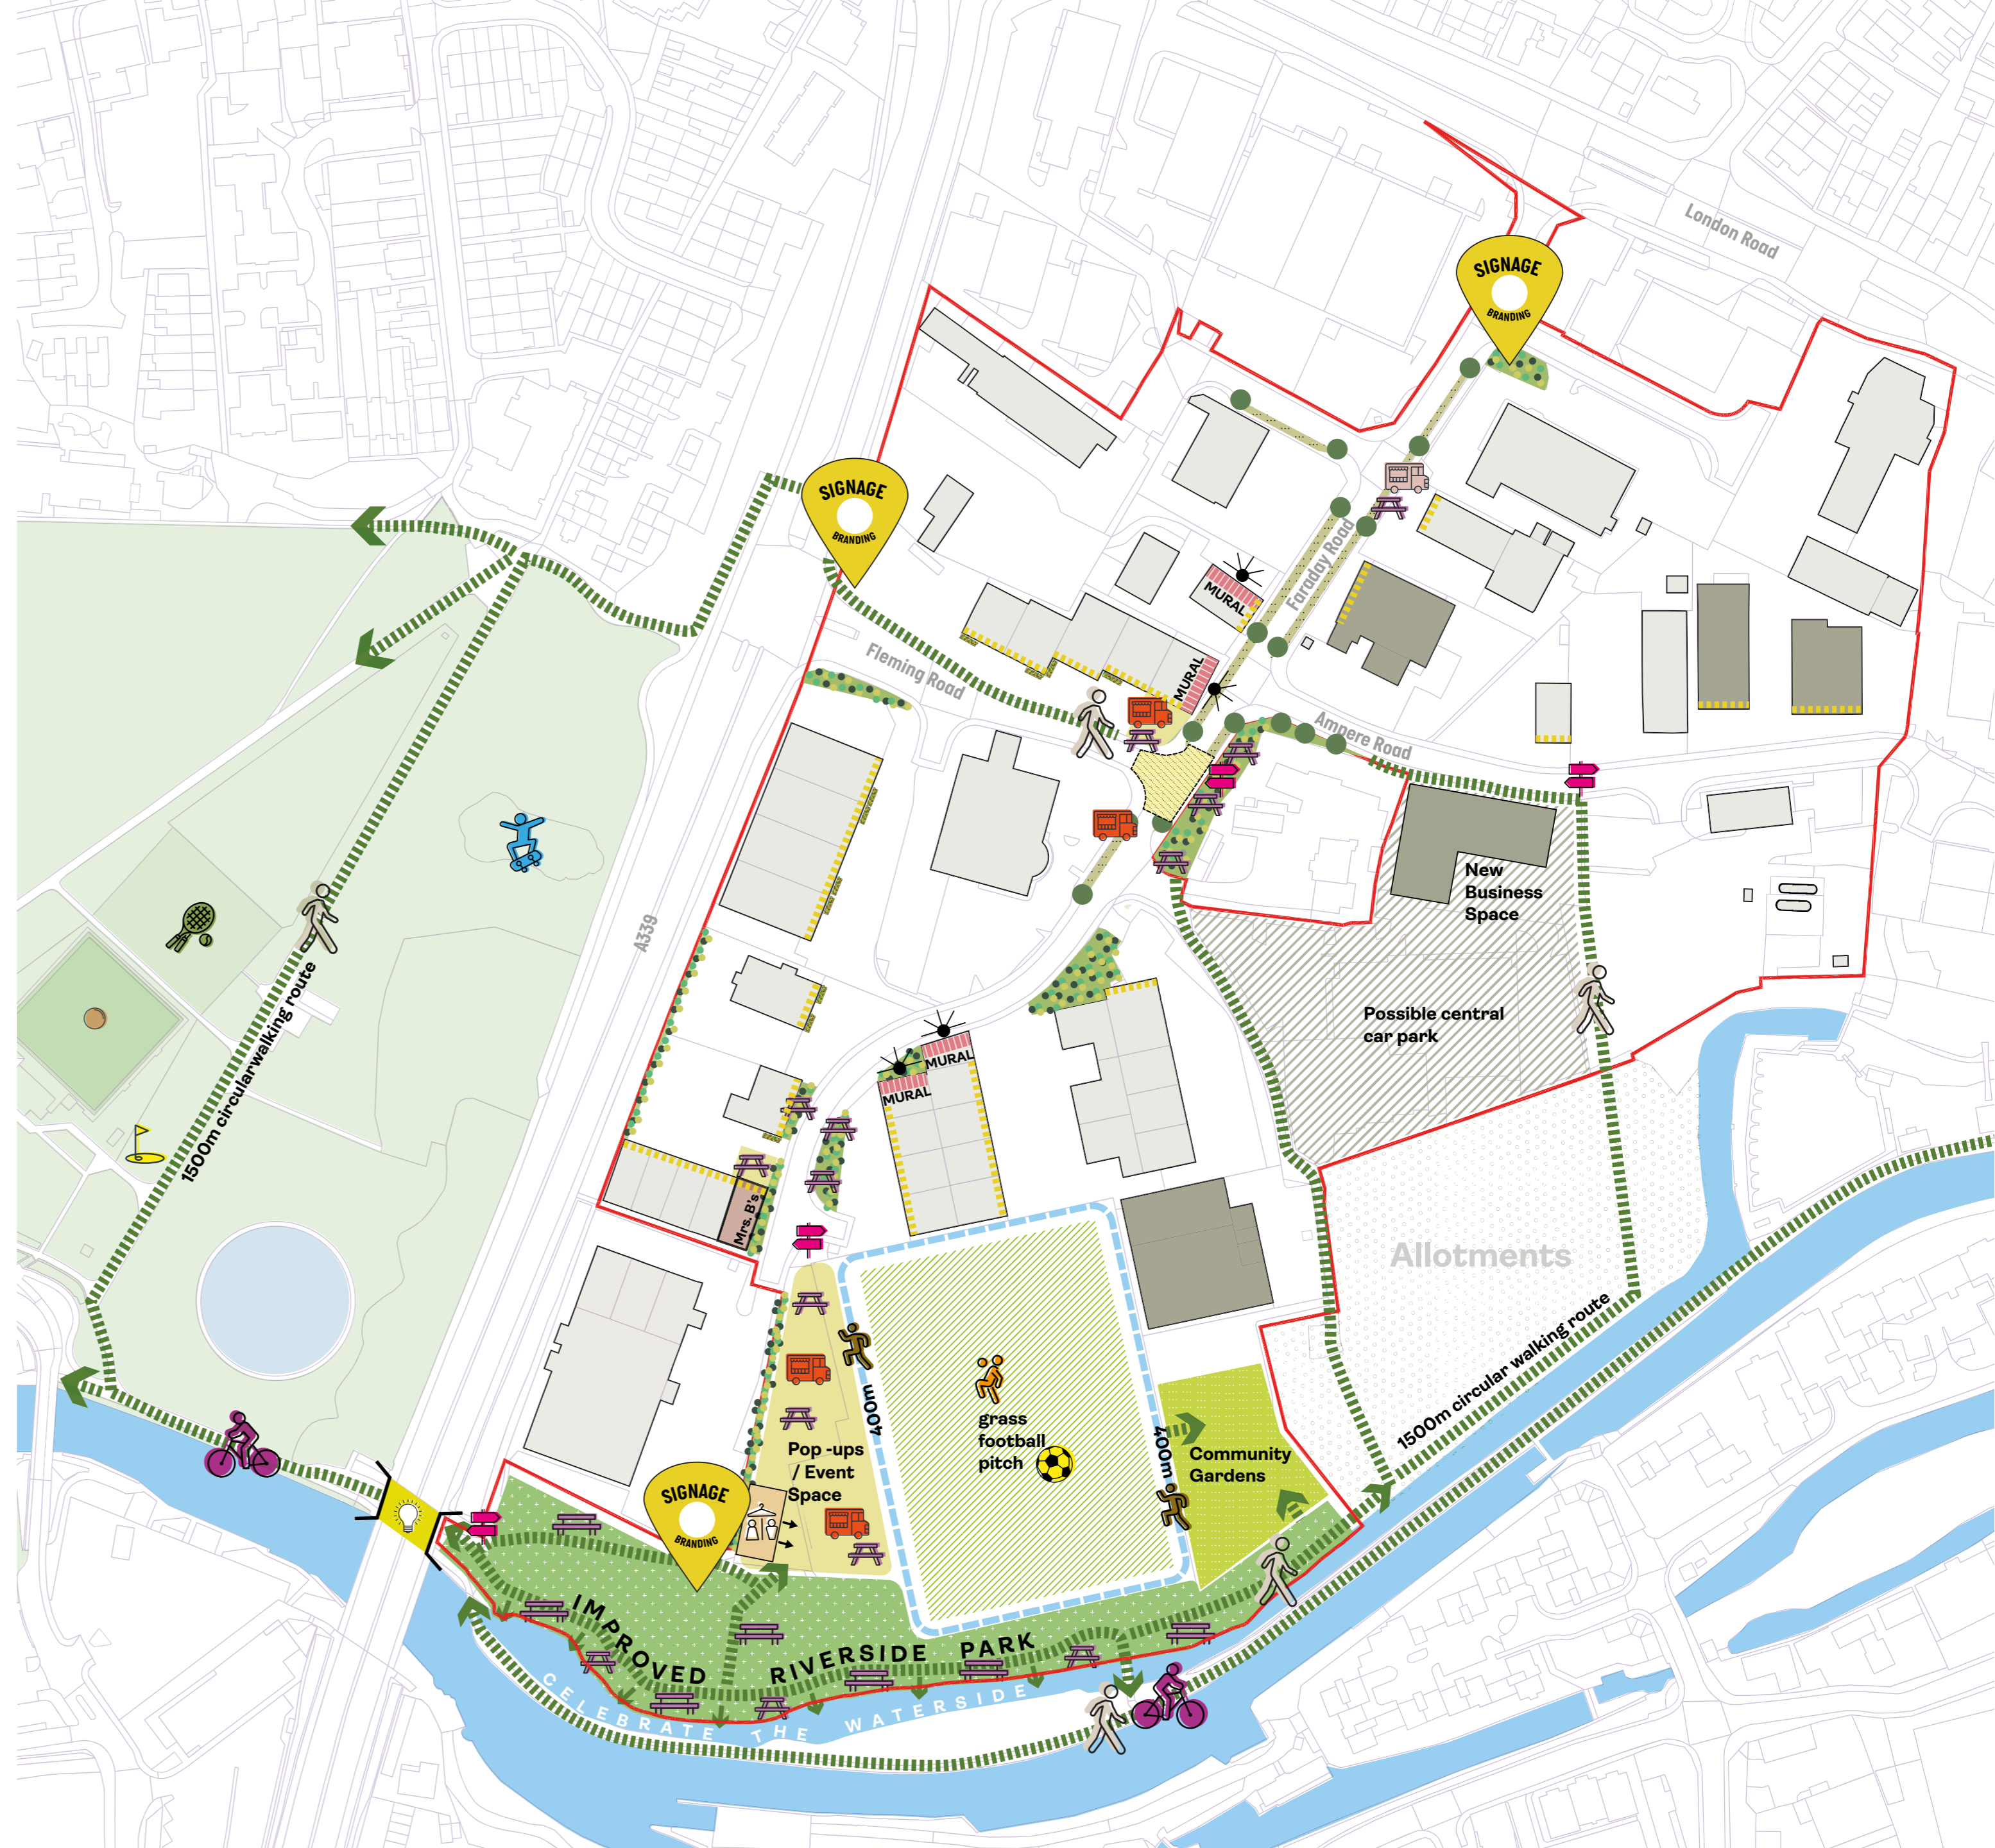 London Road
SIGNAGE
BRANDING
SIGNAGE
BRANDING
Faraday Road
MURAL
MURAL
Fleming Road
Ampere Road
A339
New
Business
Space
1500m circularwalking route
Possible central
car park
MURAL
MURAL
Mrs. B's
Allotments
1500m circular walking route
400m
grass
football
pitch
400m
Community
Gardens
Pop -ups
/ Event
Space
SIGNAGE
BRANDING
IMPROVED RIVERSIDE PARK
CELEBRATE THE WATERSIDE